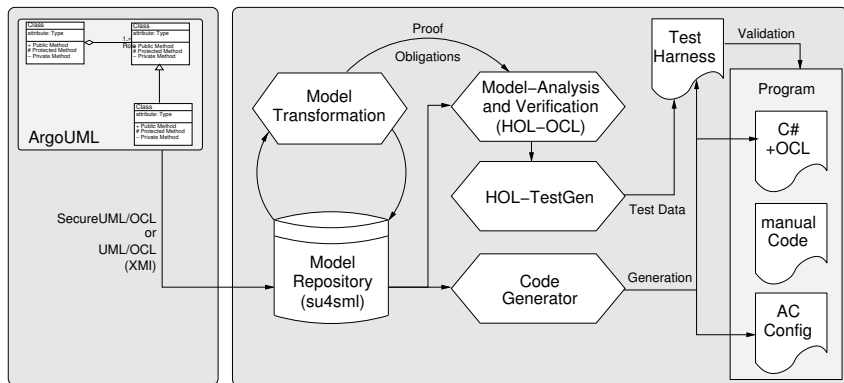 Class
attribute: Type
+ Public Method
# Protected Method
− Private Method
1..*
Role
Class
attribute: Type
+ Public Method
# Protected Method
− Private Method
Class
attribute: Type
+ Public Method
# Protected Method
− Private Method
ArgoUML
SecureUML/OCL
or
UML/OCL
(XMI)
Model
Transformation
Proof
Obligations
Model−Analysis
and Verification
(HOL−OCL)
HOL−TestGen
Test Data
Model
Repository
(su4sml)
Code
Generator
Generation
Test
Harness
Validation
Program
C#
+OCL
manual
Code
AC
Config